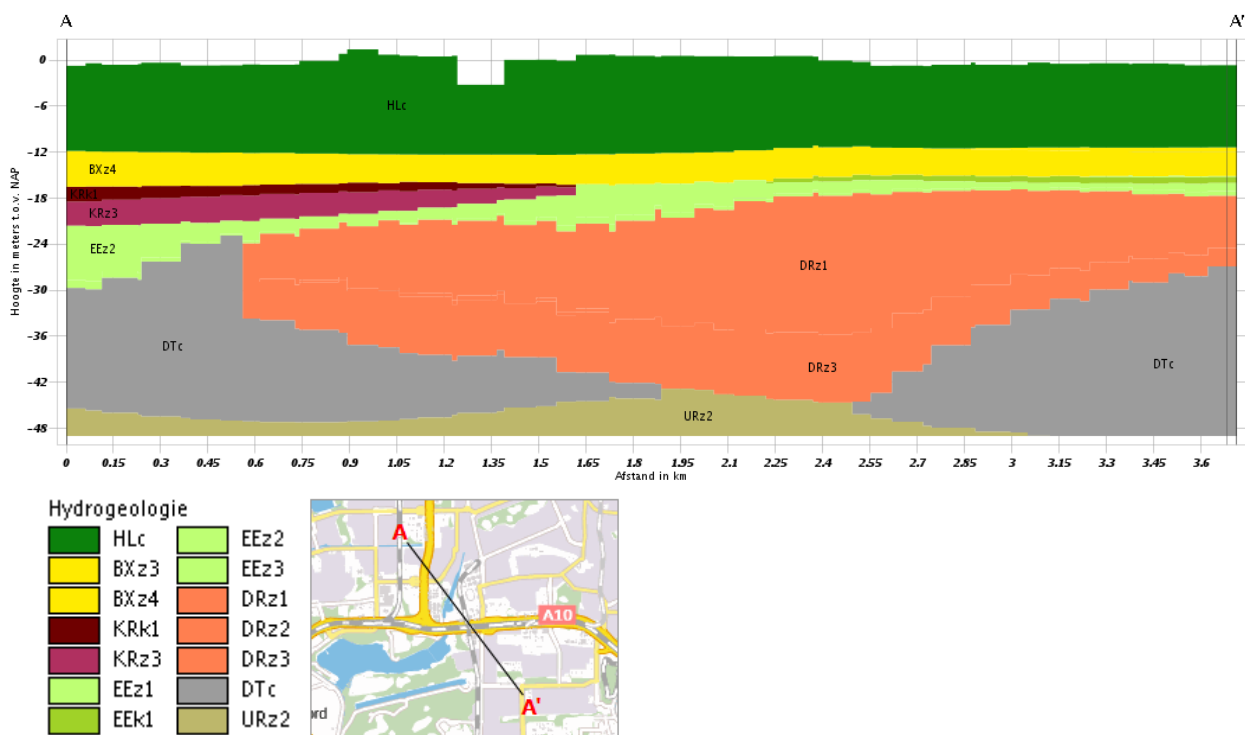 A A'
Hoogte in meters t.o.v. NAP
0
-6
-12
-18
-24
-30
-36
-42
-48
HLc
BXz4
KRk1
KRz3
EEz2
DRz1
DTc
DRz3
DTc
URz2
0 0.15 0.3 0.45 0.6 0.75 0.9 1.05 1.2 1.35 1.5 1.65 1.8 1.95 2.1 2.25 2.4 2.55 2.7 2.85 3 3.15 3.3 3.45 3.6
Afstand in km
Hydrogeologie
HLc EEz2
BXz3 EEz3
BXz4 DRz1
KRk1 DRz2
KRz3 DRz3
EEz1 DTc
EEk1 URz2
A
A10
A'
ord